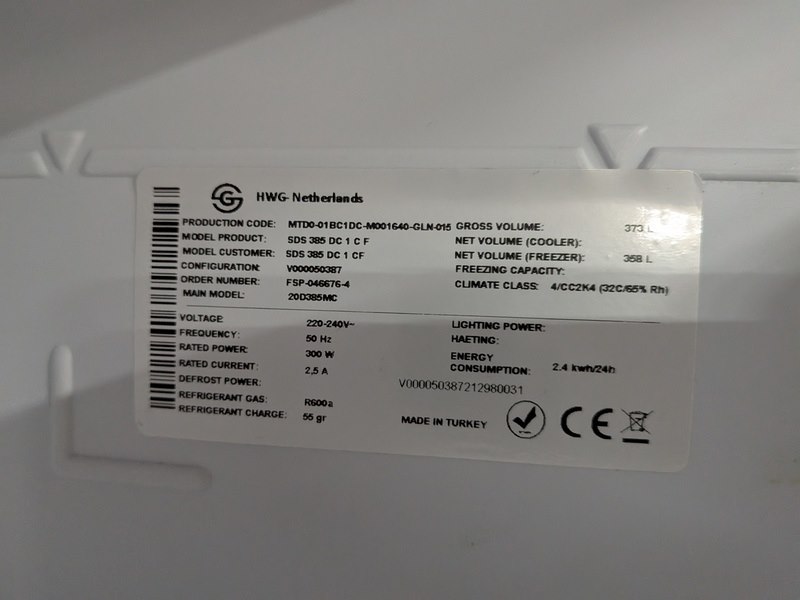 HWG- Netherlands
PRODUCTION CODE: MTD0-01BC1DC-M001640-GLN-015
MODEL PRODUCT: SDS 385 DC 1 C F
MODEL CUSTOMER: SDS 385 DC 1 CF
CONFIGURATION: V000050387
ORDER NUMBER: FSP-046676-4
MAIN MODEL: 20D385MC
GROSS VOLUME: 373 L
NET VOLUME (COOLER):
NET VOLUME (FREEZER): 358 L
FREEZING CAPACITY:
CLIMATE CLASS: 4/CC2K4 (32C/65% Rh)
VOLTAGE: 220-240V~
FREQUENCY: 50 Hz
RATED POWER: 300 W
RATED CURRENT: 2,5 A
DEFROST POWER:
REFRIGERANT GAS: R600a
REFRIGERANT CHARGE: 55 gr
LIGHTING POWER:
HAETING:
ENERGY
CONSUMPTION: 2.4 kwh/24h
V000050387212980031
MADE IN TURKEY
CE